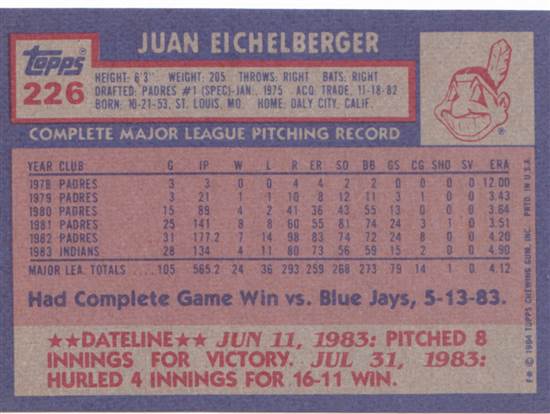 JUAN EICHELBERGER
Topps
226
HEIGHT: 6'3" WEIGHT: 205 THROWS: RIGHT BATS: RIGHT
DRAFTED: PADRES #1 (SPEC)-JAN. 1975 ACQ. TRADE, 11-18-82
BORN: 10-21-53, ST. LOUIS, MO HOME: DALY CITY, CALIF.
COMPLETE MAJOR LEAGUE PITCHING RECORD
YEAR CLUB G IP W L R ER SO BB GS CG SHO SV ERA
1978 PADRES 3 3 0 0 4 4 2 2 0 0 0 0 12.00
1979 PADRES 3 21 1 1 10 8 12 11 3 1 0 0 3.43
1980 PADRES 15 89 4 2 41 36 43 55 13 0 0 0 3.64
1981 PADRES 25 141 8 8 60 55 81 74 24 3 1 0 3.51
1982 PADRES 31 177.2 7 14 98 83 74 72 24 8 0 0 4.20
1983 INDIANS 28 134 4 11 80 73 56 59 15 2 0 0 4.90
MAJOR LEA. TOTALS 105 565.2 24 36 293 259 268 273 79 14 1 0 4.12
Had Complete Game Win vs. Blue Jays, 5-13-83.
★★DATELINE★★ JUN 11, 1983: PITCHED 8
INNINGS FOR VICTORY. JUL 31, 1983:
HURLED 4 INNINGS FOR 16-11 WIN.
® © 1984 TOPPS CHEWING GUM, INC. PRTD. IN U.S.A.